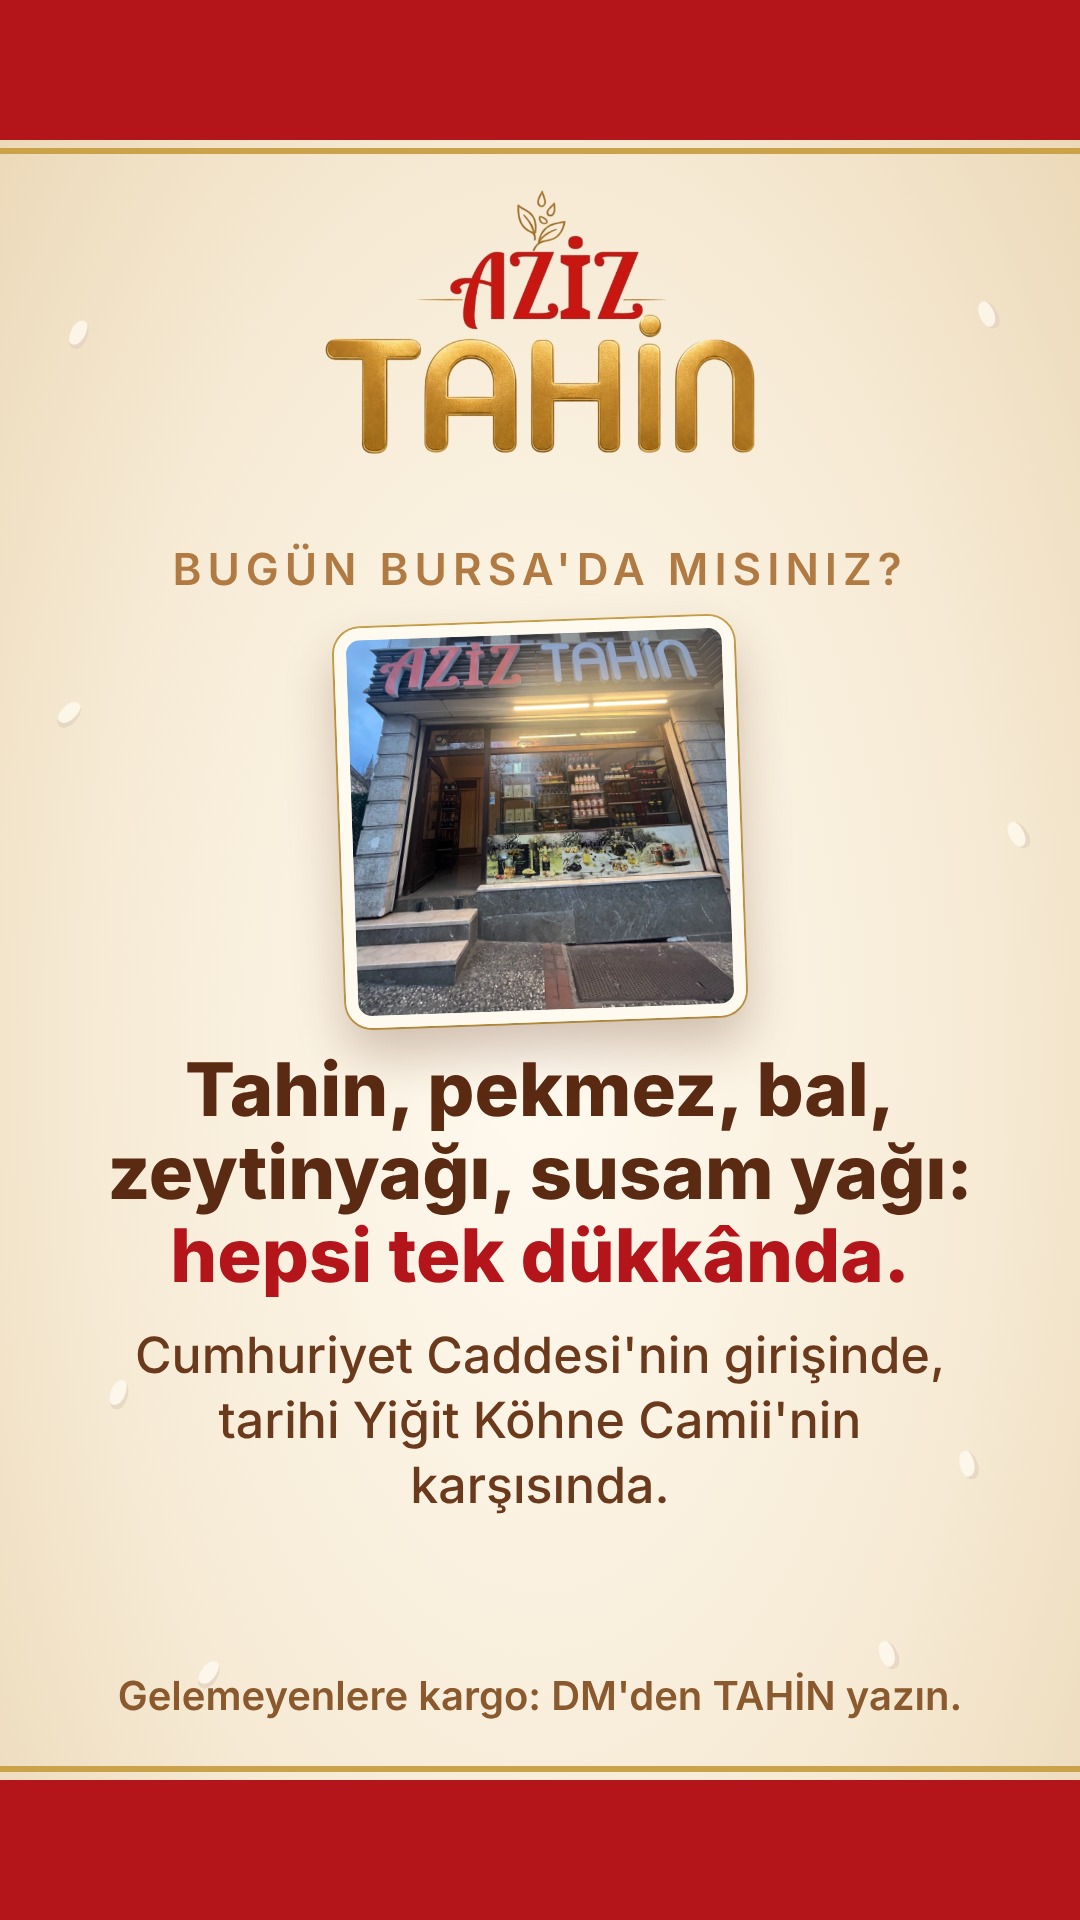 AZİZ
TAHİN
BUGÜN BURSA'DA MISINIZ?
AZİZ TAHİN
Tahin, pekmez, bal,
zeytinyağı, susam yağı:
hepsi tek dükkânda.
Cumhuriyet Caddesi'nin girişinde,
tarihi Yiğit Köhne Camii'nin
karşısında.
Gelemeyenlere kargo: DM'den TAHİN yazın.